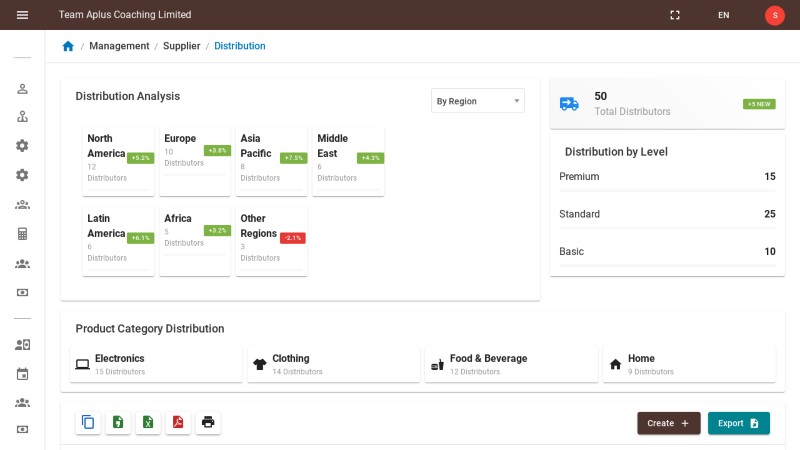 Team Aplus Coaching Limited
EN
S
Management / Supplier / Distribution
Distribution Analysis
By Region
North America
+5.2%
12
Distributors
Europe
+3.8%
10
Distributors
Asia Pacific
+7.5%
8
Distributors
Middle East
+4.3%
6
Distributors
Latin America
+6.1%
6
Distributors
Africa
+3.2%
5
Distributors
Other Regions
-2.1%
3
Distributors
50
Total Distributors
+5 NEW
Distribution by Level
Premium 15
Standard 25
Basic 10
Product Category Distribution
Electronics
15 Distributors
Clothing
14 Distributors
Food & Beverage
12 Distributors
Home
9 Distributors
Create
Export